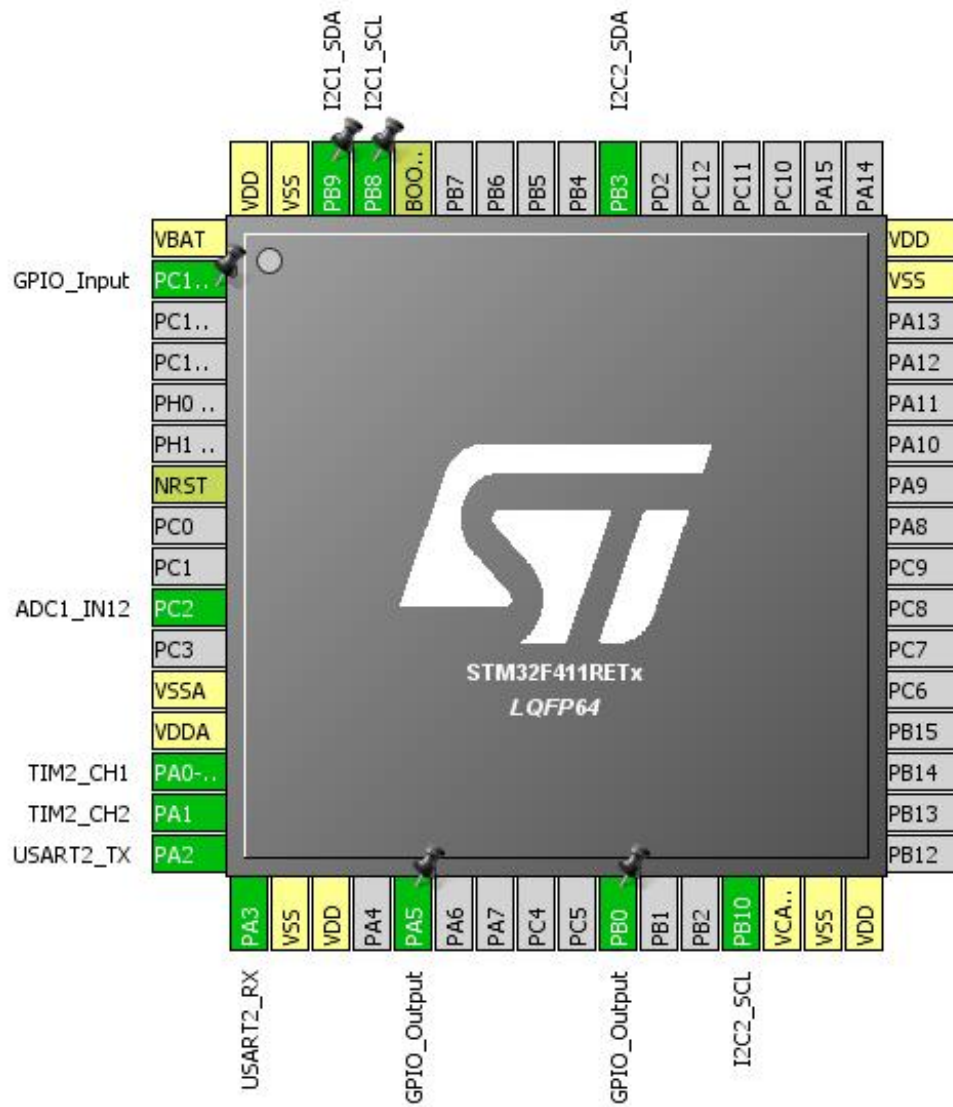 I2C1_SDA
I2C1_SCL
I2C2_SDA
VDD
VSS
PB9
PB8
BOO..
PB7
PB6
PB5
PB4
PB3
PD2
PC12
PC11
PC10
PA15
PA14
VBAT
GPIO_Input
PC1..
PC1..
PC1..
PH0 ..
PH1 ..
NRST
PC0
PC1
ADC1_IN12
PC2
PC3
VSSA
VDDA
TIM2_CH1
PA0-..
TIM2_CH2
PA1
USART2_TX
PA2
VDD
VSS
PA13
PA12
PA11
PA10
PA9
PA8
PC9
PC8
PC7
PC6
PB15
PB14
PB13
PB12
ST
STM32F411RETx
LQFP64
PA3
VSS
VDD
PA4
PA5
PA6
PA7
PC4
PC5
PB0
PB1
PB2
PB10
VCA..
VSS
VDD
USART2_RX
GPIO_Output
GPIO_Output
I2C2_SCL